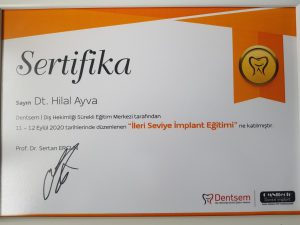 Sertifika
Sayın Dt. Hilal Ayva
Dentsem | Diş Hekimliği Sürekli Eğitim Merkezi tarafından
11 - 12 Eylül 2020 tarihlerinde düzenlenen "İleri Seviye İmplant Eğitimi" ne katılmıştır.
Prof. Dr. Sertan
Dentsem